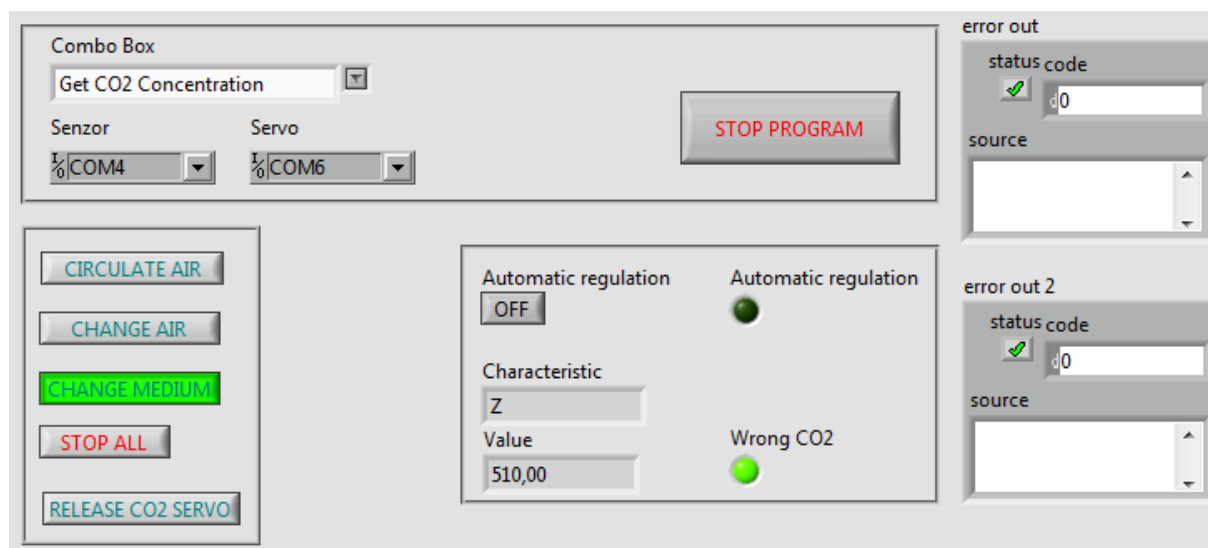 Combo Box
Get CO2 Concentration
Senzor
Servo
COM4
COM6
STOP PROGRAM
error out
status
code
d0
source
CIRCULATE AIR
CHANGE AIR
CHANGE MEDIUM
STOP ALL
RELEASE CO2 SERVO
Automatic regulation
OFF
Automatic regulation
Characteristic
Z
Value
510,00
Wrong CO2
error out 2
status
code
d0
source